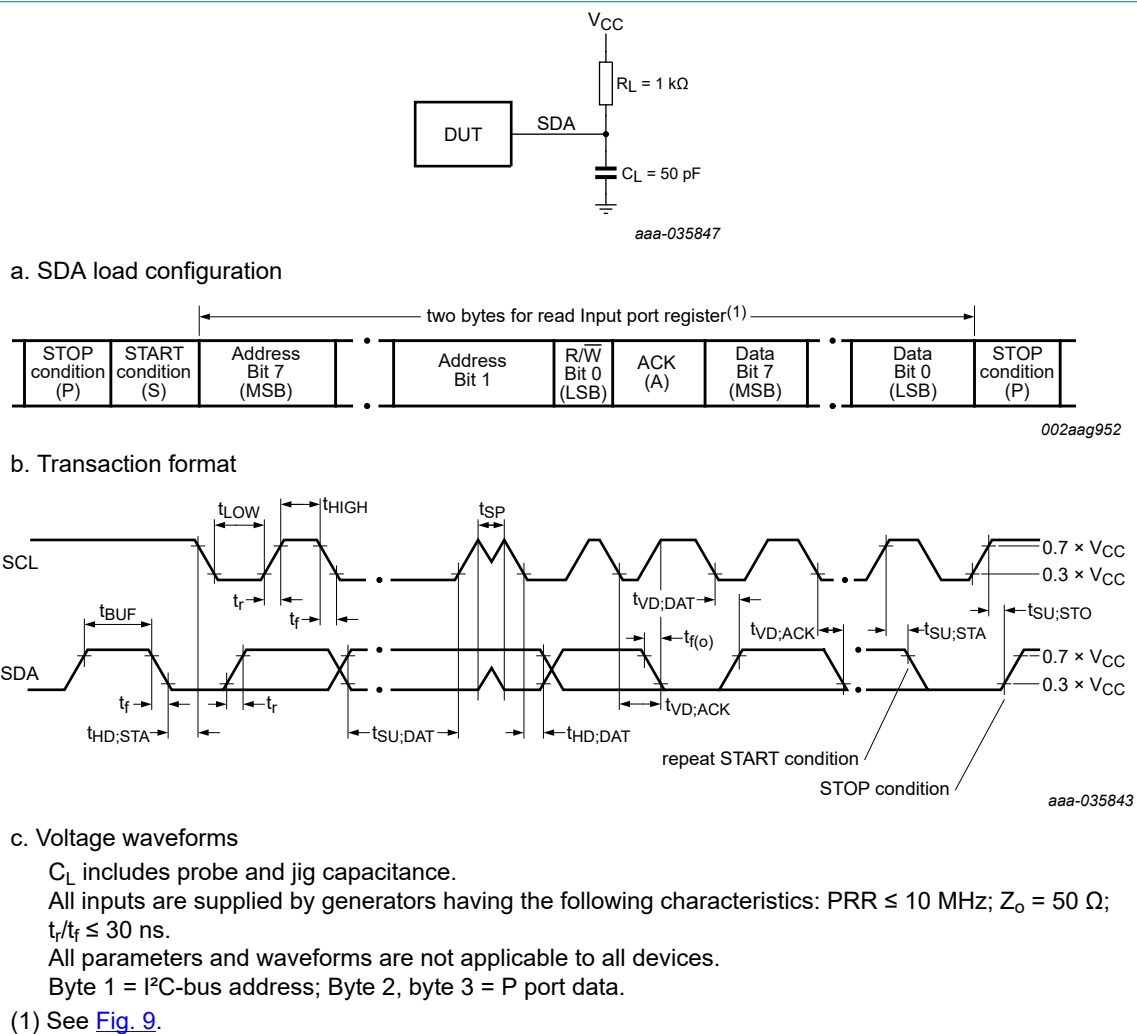 VCC
RL = 1 kΩ
DUT
SDA
CL = 50 pF
aaa-035847
a. SDA load configuration
two bytes for read Input port register(1)
STOP condition (P)
START condition (S)
Address Bit 7 (MSB)
Address Bit 1
R/W̅ Bit 0 (LSB)
ACK (A)
Data Bit 7 (MSB)
Data Bit 0 (LSB)
STOP condition (P)
002aag952
b. Transaction format
tLOW
tHIGH
tSP
SCL
0.7 × VCC
0.3 × VCC
tr
tf
tVD;DAT
tSU;STO
tBUF
tf(o)
tVD;ACK
tSU;STA
SDA
0.7 × VCC
0.3 × VCC
tf
tr
tVD;ACK
tHD;STA
tSU;DAT
tHD;DAT
repeat START condition
STOP condition
aaa-035843
c. Voltage waveforms
CL includes probe and jig capacitance.
All inputs are supplied by generators having the following characteristics: PRR ≤ 10 MHz; Zo = 50 Ω;
tr/tf ≤ 30 ns.
All parameters and waveforms are not applicable to all devices.
Byte 1 = I²C-bus address; Byte 2, byte 3 = P port data.
(1) See Fig. 9.